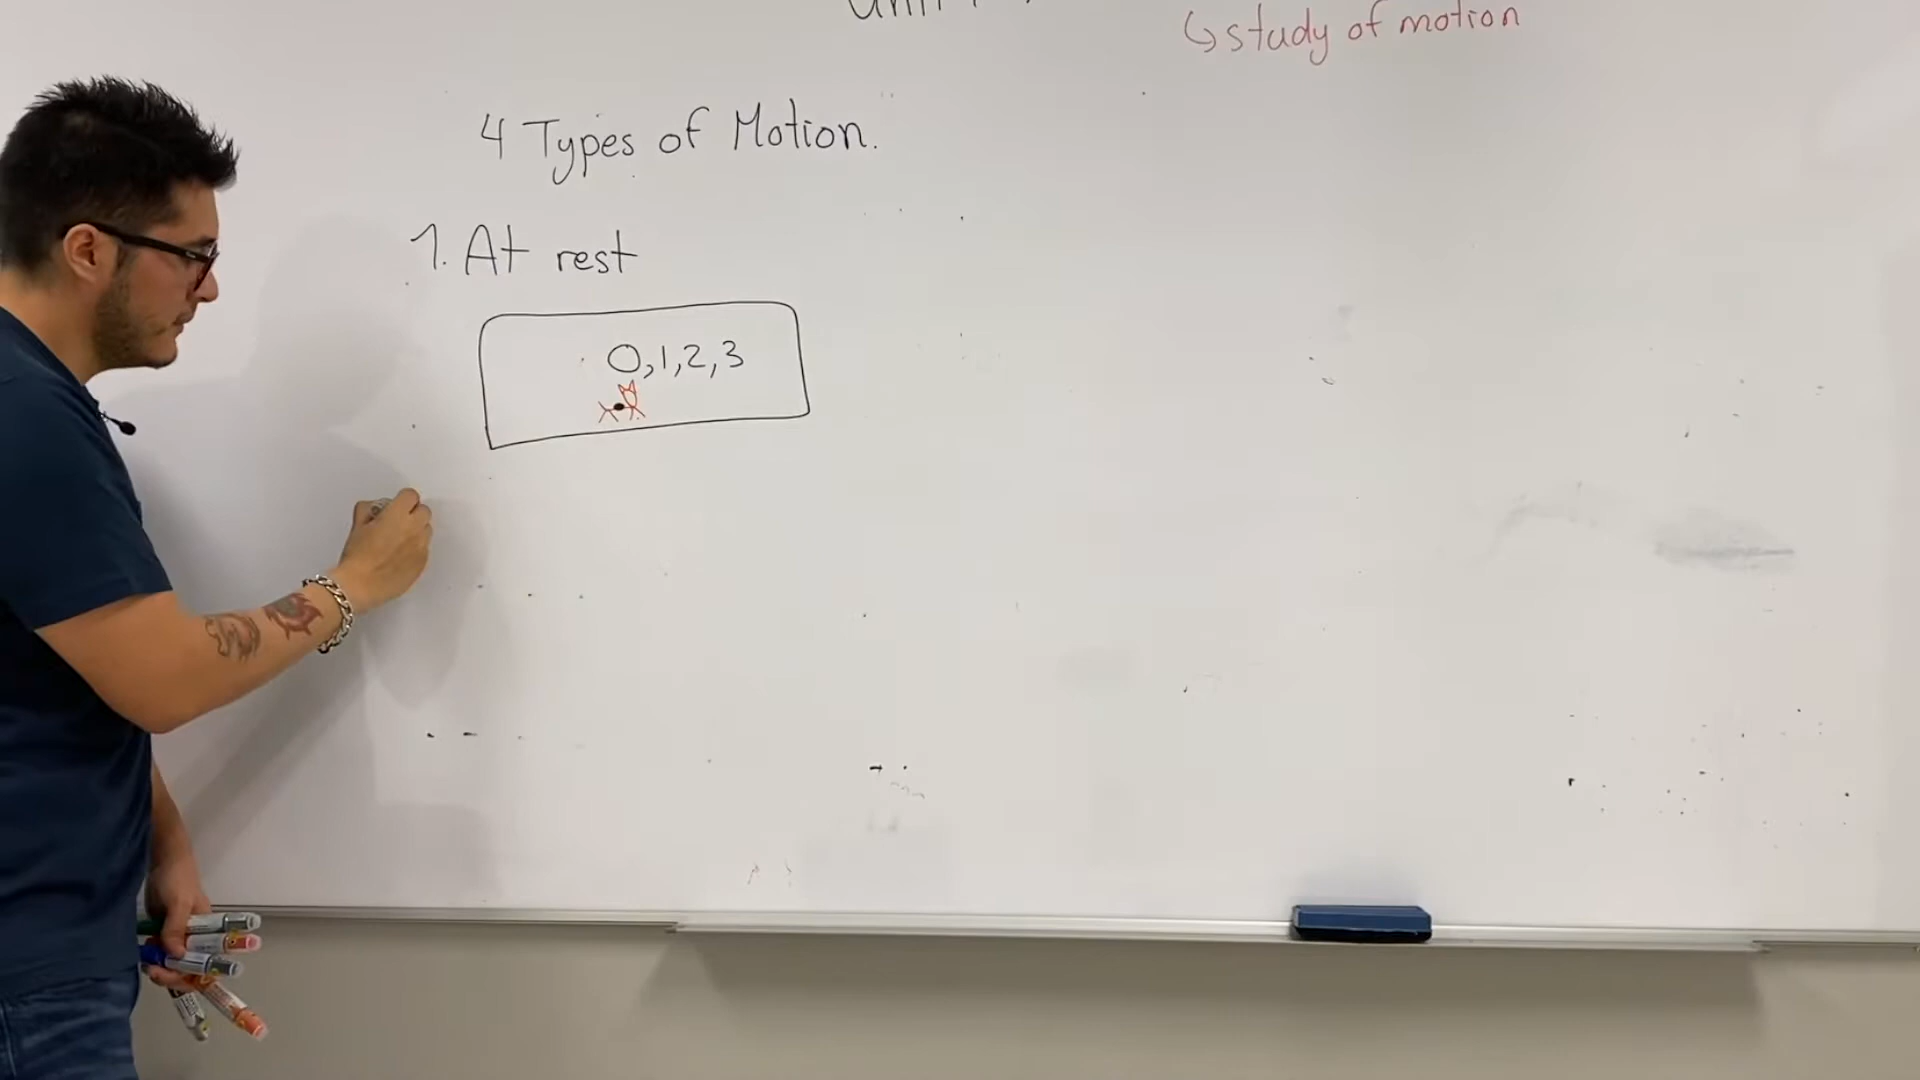 ↳study of motion
4 Types of Motion.
1. At rest
0,1,2,3